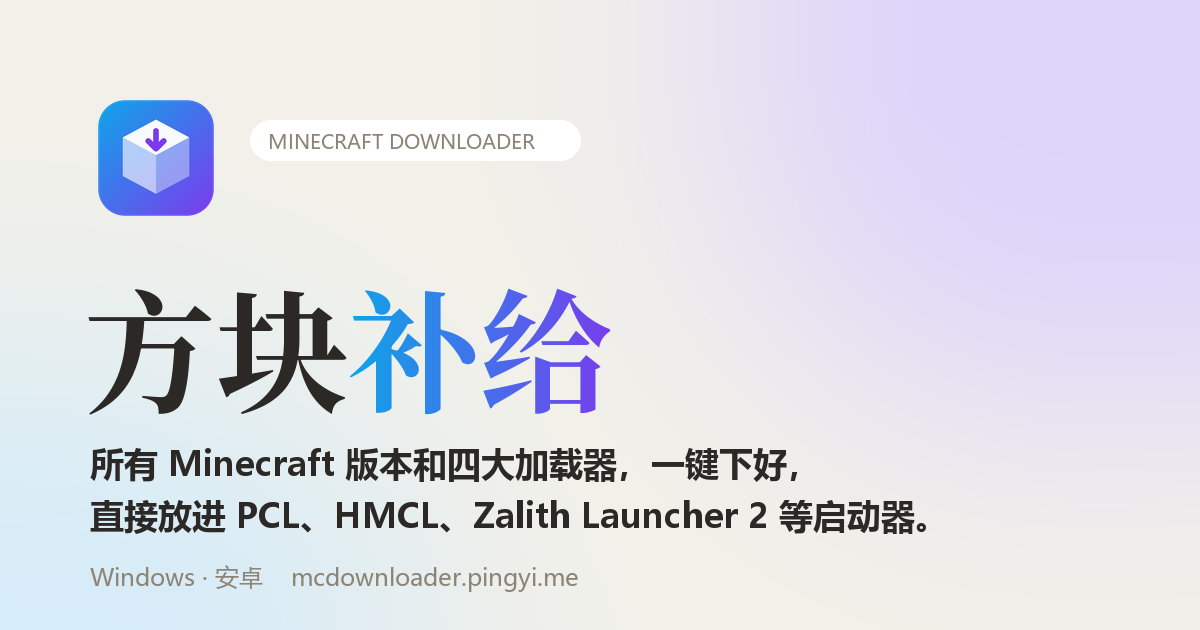 MINECRAFT DOWNLOADER
方块补给
所有 Minecraft 版本和四大加载器，一键下好，
直接放进 PCL、HMCL、Zalith Launcher 2 等启动器。
Windows · 安卓 mcdownloader.pingyi.me